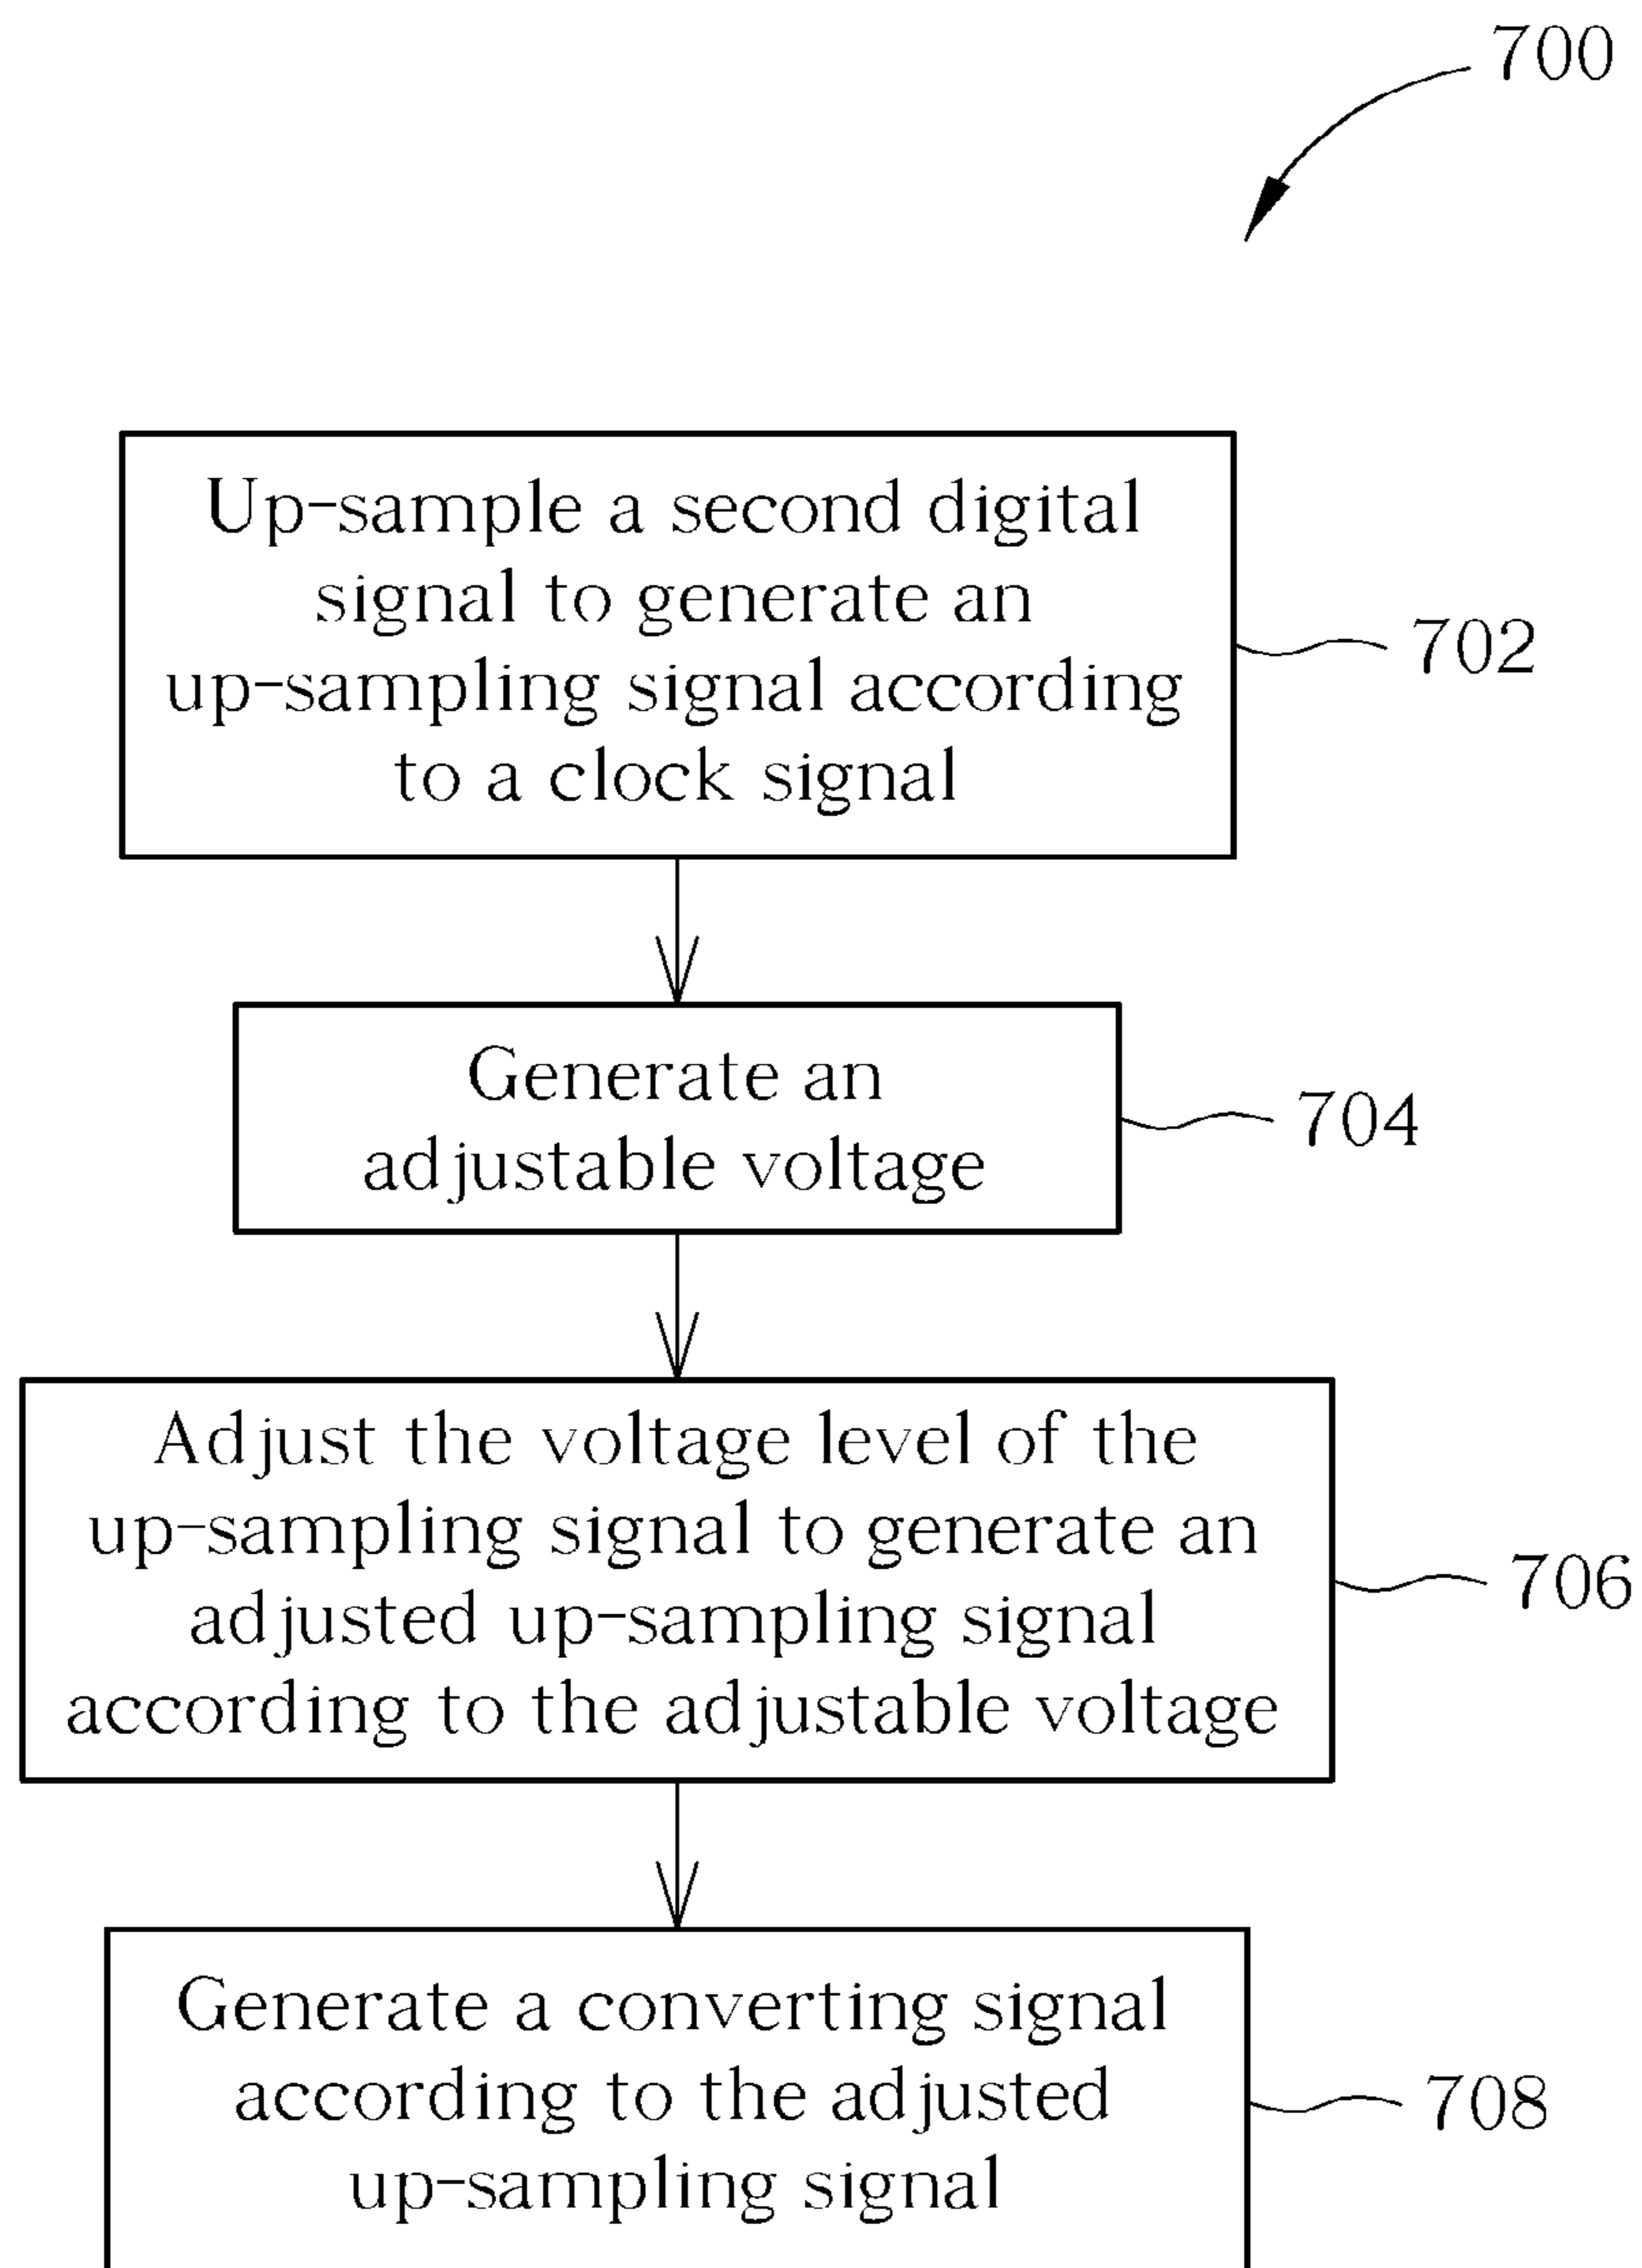 700
Up-sample a second digital
signal to generate an
up-sampling signal according
to a clock signal
702
Generate an
adjustable voltage
704
Adjust the voltage level of the
up-sampling signal to generate an
adjusted up-sampling signal
according to the adjustable voltage
706
Generate a converting signal
according to the adjusted
up-sampling signal
708